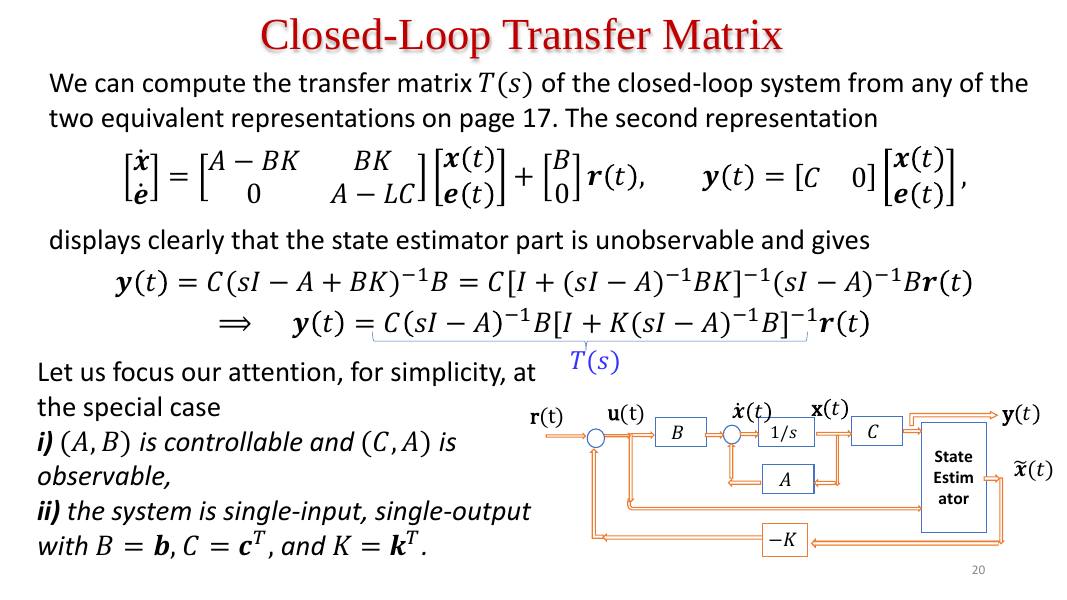 Closed-Loop Transfer Matrix
We can compute the transfer matrix T(s) of the closed-loop system from any of the
two equivalent representations on page 17. The second representation
[ẋ ė] = [A − BK BK 0 A − LC] [x(t) e(t)] + [B 0] r(t), y(t) = [C 0] [x(t) e(t)],
displays clearly that the state estimator part is unobservable and gives
y(t) = C(sI − A + BK)⁻¹B = C[I + (sI − A)⁻¹BK]⁻¹(sI − A)⁻¹Br(t)
⟹ y(t) = C(sI − A)⁻¹B[I + K(sI − A)⁻¹B]⁻¹r(t)
T(s)
Let us focus our attention, for simplicity, at
the special case
i) (A, B) is controllable and (C, A) is
observable,
ii) the system is single-input, single-output
with B = b, C = cᵀ, and K = kᵀ.
r(t) u(t) ẋ(t) x(t) y(t)
B 1/s C
A
State
Estim
ator
x̃(t)
−K
20